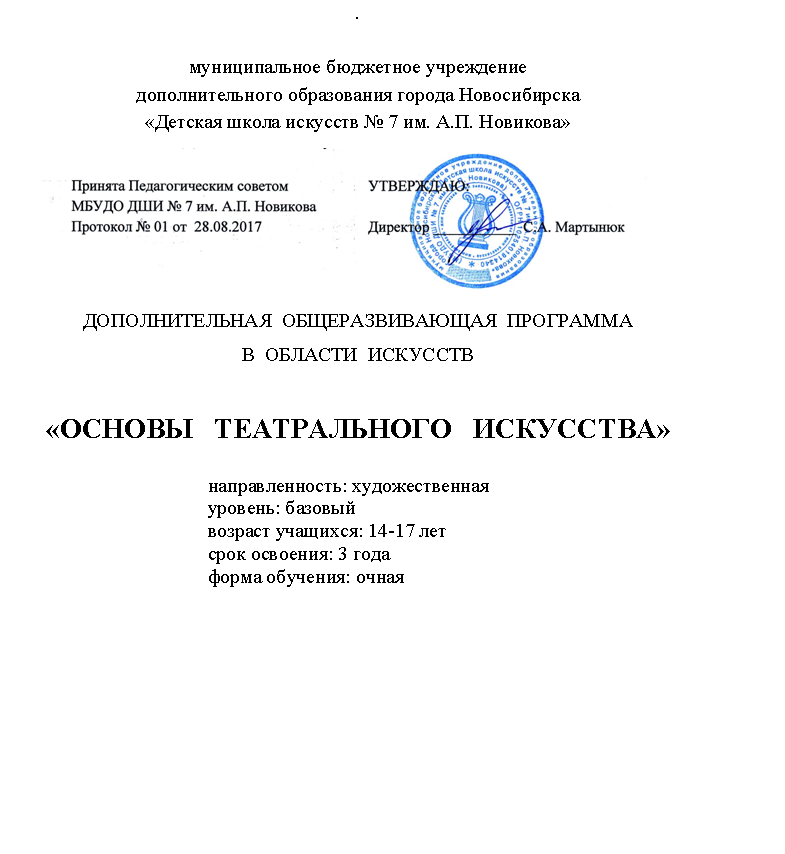 муниципальное бюджетное учреждение
дополнительного образования города Новосибирска
«Детская школа искусств № 7 им. А.П. Новикова»
Принята Педагогическим советом
МБУДО ДШИ № 7 им. А.П. Новикова
Протокол № 01 от 28.08.2017
УТВЕРЖДАЮ:
Директор С.А. Мартынюк
ДОПОЛНИТЕЛЬНАЯ ОБЩЕРАЗВИВАЮЩАЯ ПРОГРАММА
В ОБЛАСТИ ИСКУССТВ
«ОСНОВЫ ТЕАТРАЛЬНОГО ИСКУССТВА»
направленность: художественная
уровень: базовый
возраст учащихся: 14-17 лет
срок освоения: 3 года
форма обучения: очная